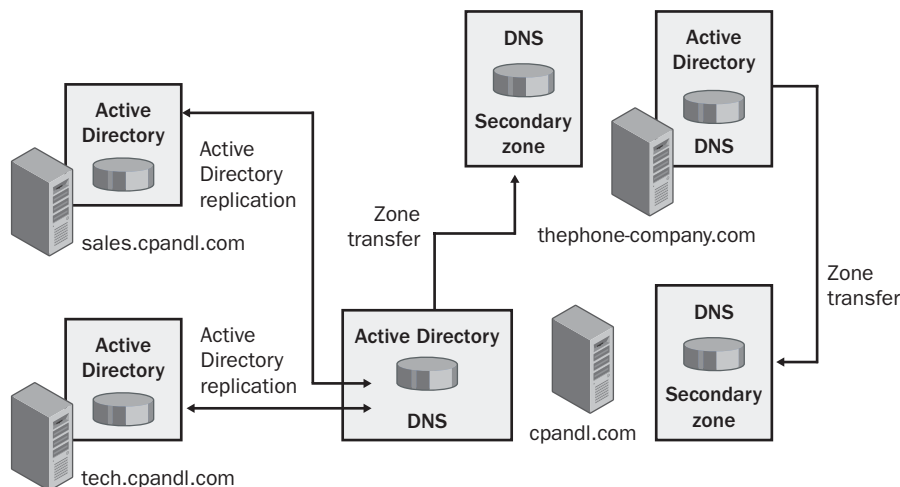 DNS
Secondary
zone
Active
Directory
DNS
thephone-company.com
Active
Directory
sales.cpandl.com
Active
Directory
replication
Zone
transfer
Zone
transfer
Active
Directory
tech.cpandl.com
Active
Directory
replication
Active Directory
DNS
cpandl.com
DNS
Secondary
zone